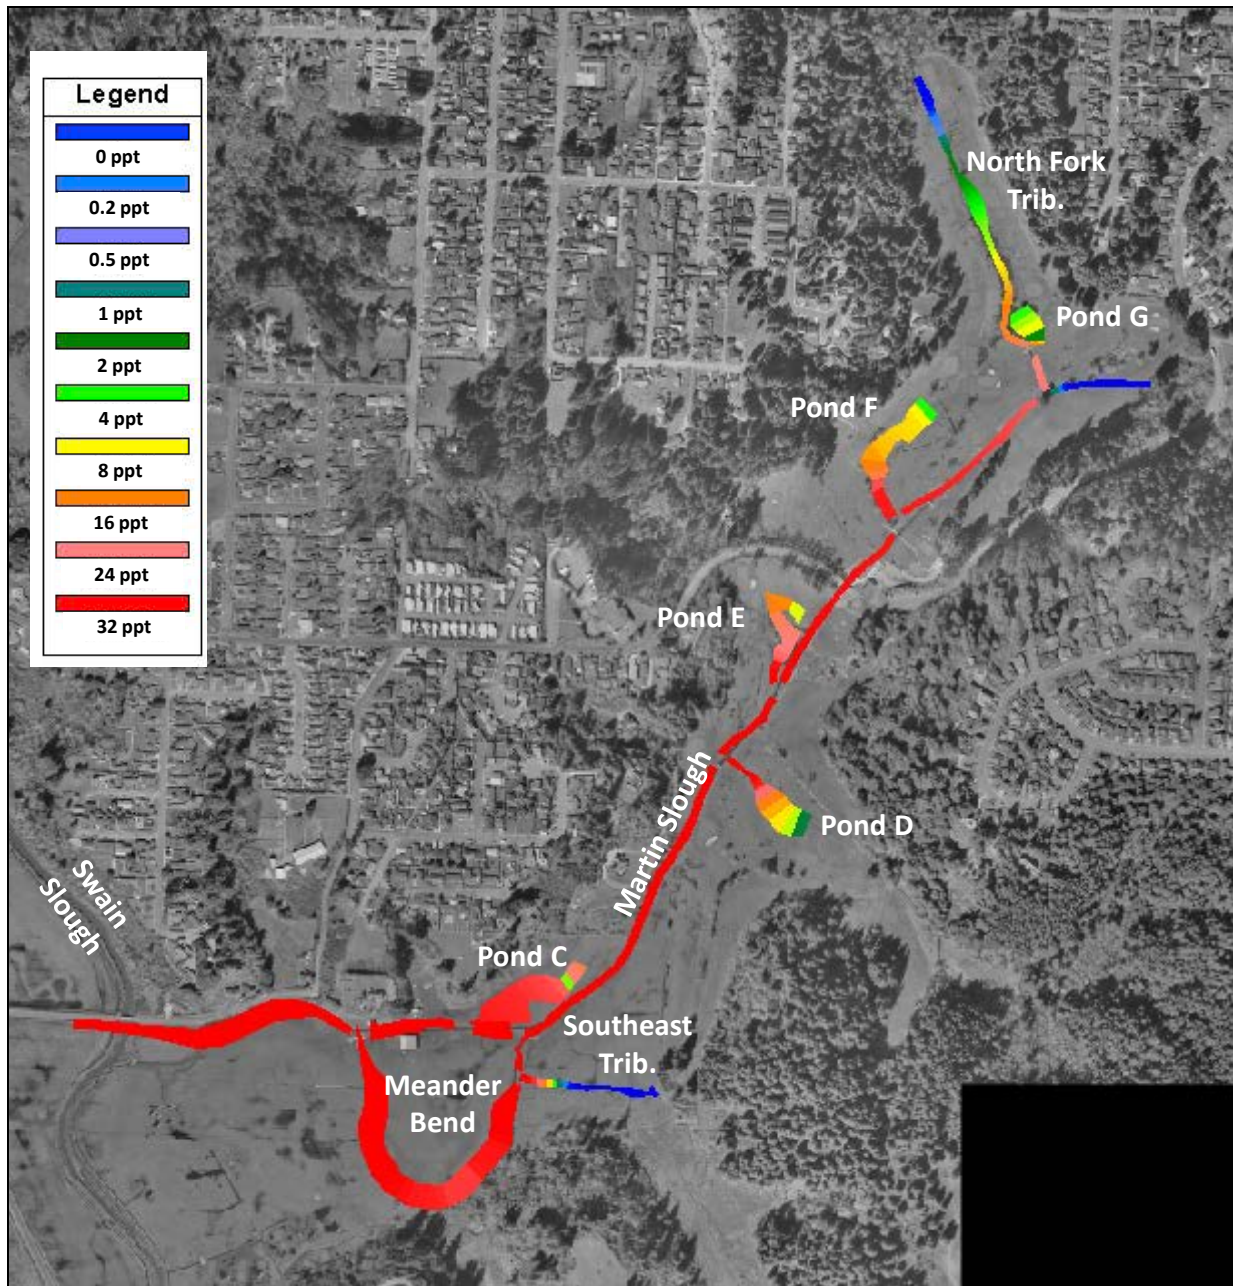 Legend
0 ppt
0.2 ppt
0.5 ppt
1 ppt
2 ppt
4 ppt
8 ppt
16 ppt
24 ppt
32 ppt
North Fork
Trib.
Pond G
Pond F
Pond E
Martin Slough
Pond D
Swain
Slough
Pond C
Southeast
Trib.
Meander
Bend